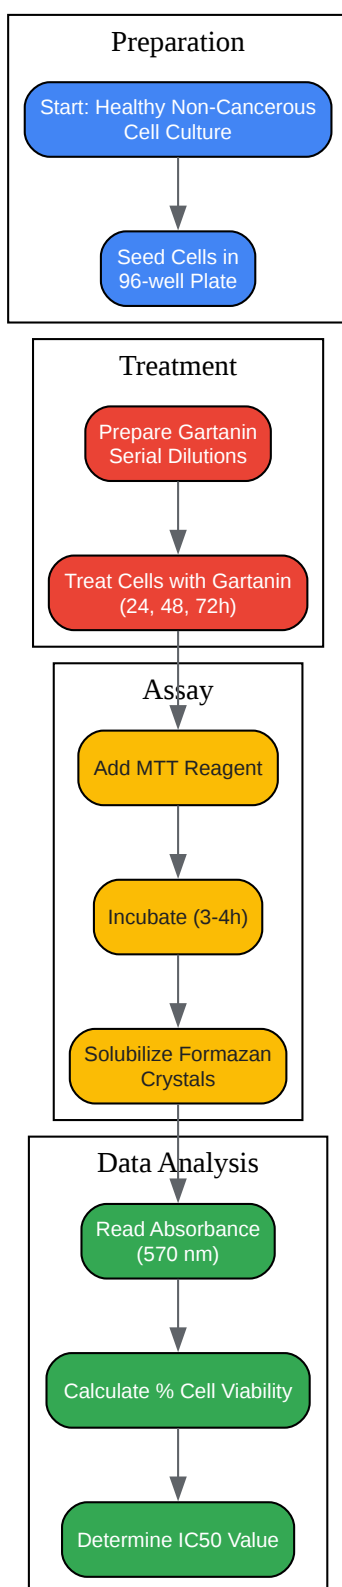 Preparation
Start: Healthy Non-Cancerous
Cell Culture
Seed Cells in
96-well Plate
Treatment
Prepare Gartanin
Serial Dilutions
Treat Cells with Gartanin
(24, 48, 72h)
Assay
Add MTT Reagent
Incubate (3-4h)
Solubilize Formazan
Crystals
Data Analysis
Read Absorbance
(570 nm)
Calculate % Cell Viability
Determine IC50 Value